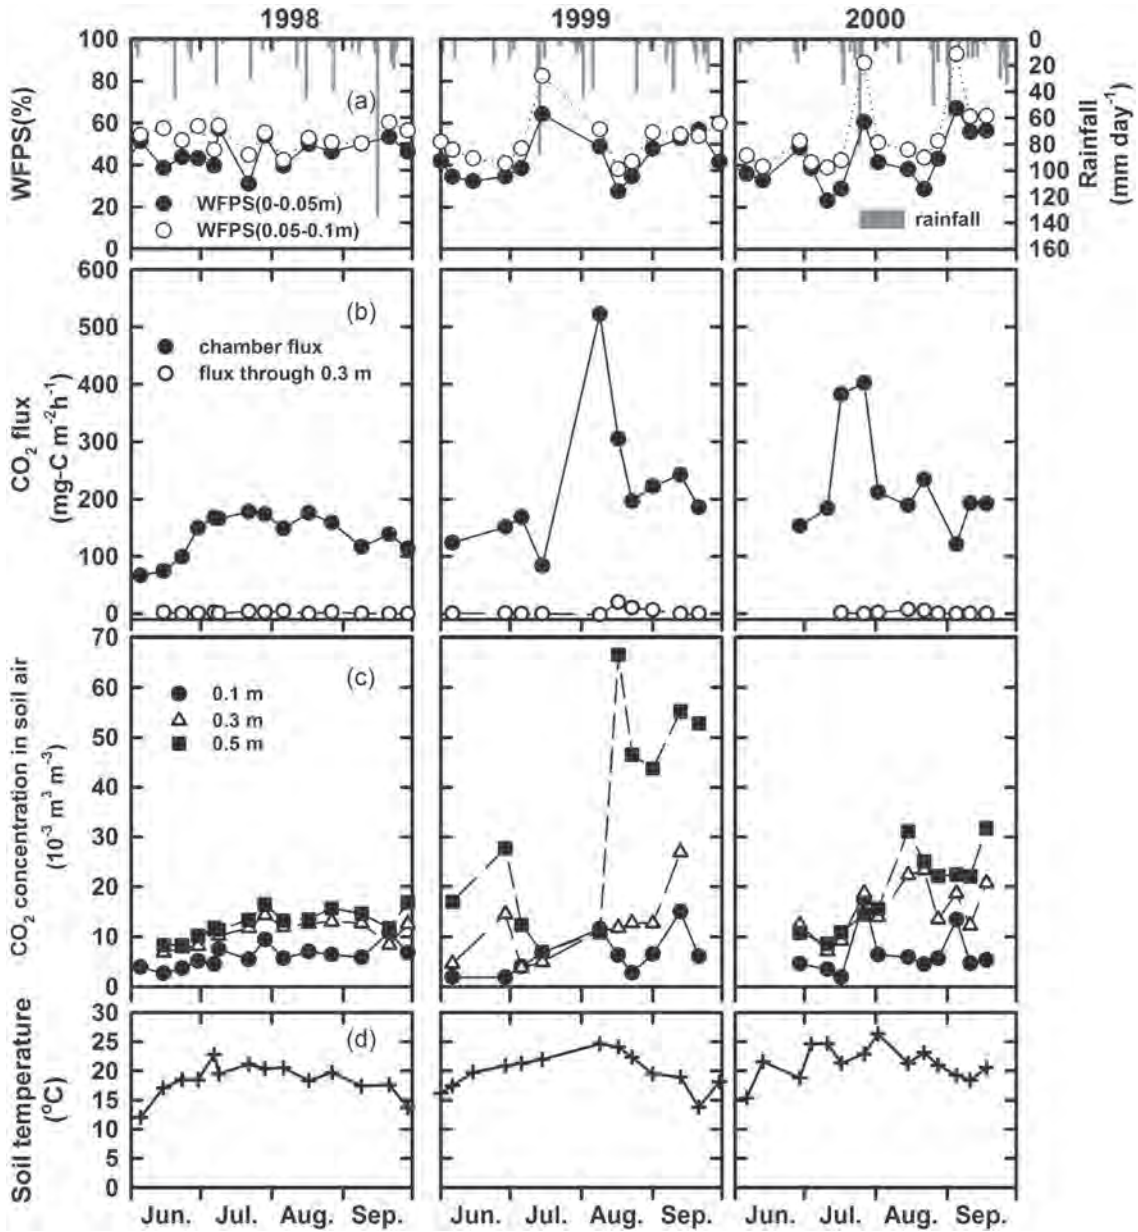 1998 1999 2000
100 80 60 40 20 0
WFPS(%)
(a)
WFPS(0-0.05m)
WFPS(0.05-0.1m)
rainfall
0 20 40 60 80 100 120 140 160
Rainfall
(mm day⁻¹)
600 500 400 300 200 100 0
CO₂ flux
(mg-C m⁻²h⁻¹)
(b)
chamber flux
flux through 0.3 m
70 60 50 40 30 20 10 0
CO₂ concentration in soil air
(10⁻³ m³ m⁻³)
(c)
0.1 m
0.3 m
0.5 m
30 25 20 15 10 5 0
Soil temperature
(°C)
(d)
Jun. Jul. Aug. Sep. Jun. Jul. Aug. Sep. Jun. Jul. Aug. Sep.